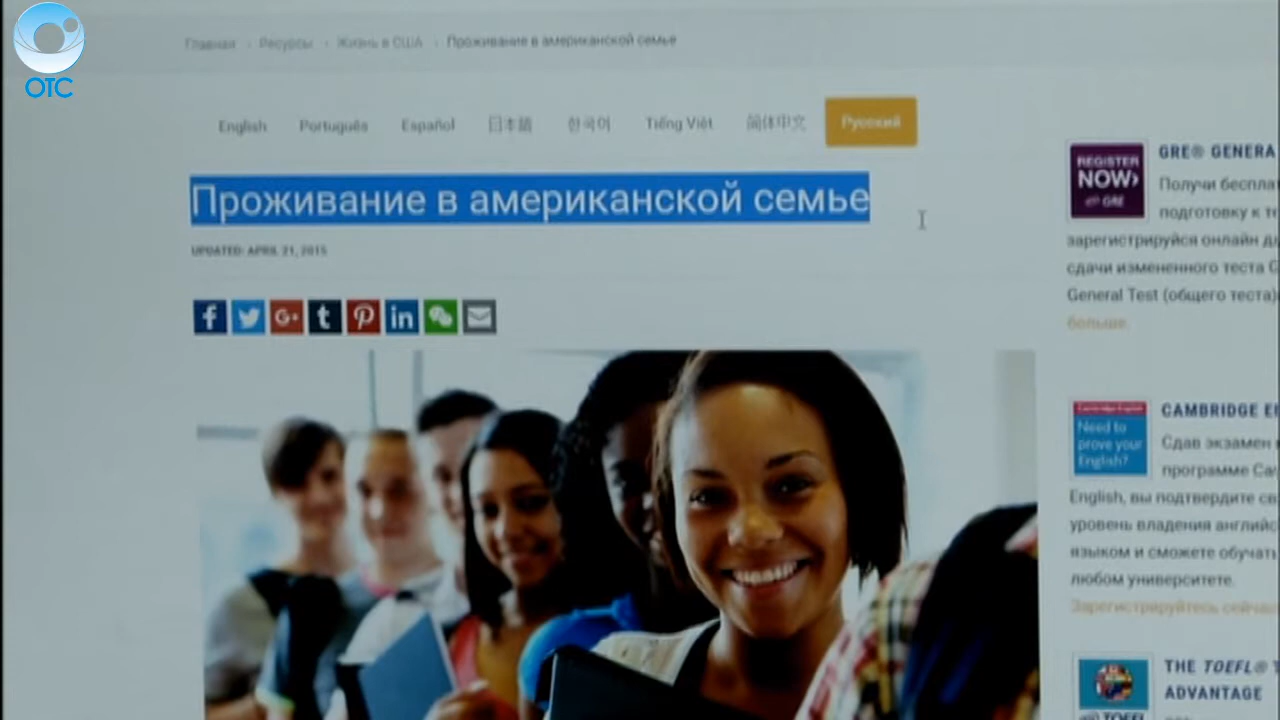 ОТС
Главная › Ресурсы › Жизнь в США › Проживание в американской семье
English Português Español 日本語 한국어 Tiếng Việt 简体中文 Русский
Проживание в американской семье
UPDATED: APRIL 21, 2015
REGISTER
NOW›
GRE
GRE® GENERA
Получи бесплат
подготовку к те
зарегистрируйся онлайн д
сдачи измененного теста G
General Test (общего теста)
больше.
Cambridge English
Need to
prove your
English?
CAMBRIDGE E
Сдав экзамен
программе Ca
English, вы подтвердите св
уровень владения английс
языком и сможете обучать
любом университете.
Зарегистрируйтесь сейчас
TOEFL
THE TOEFL® T
ADVANTAGE